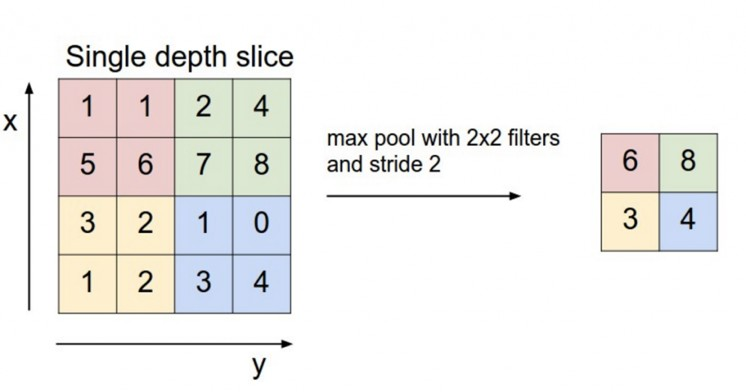 Single depth slice
x
1 1 2 4
5 6 7 8
3 2 1 0
1 2 3 4
y
max pool with 2x2 filters
and stride 2
6 8
3 4